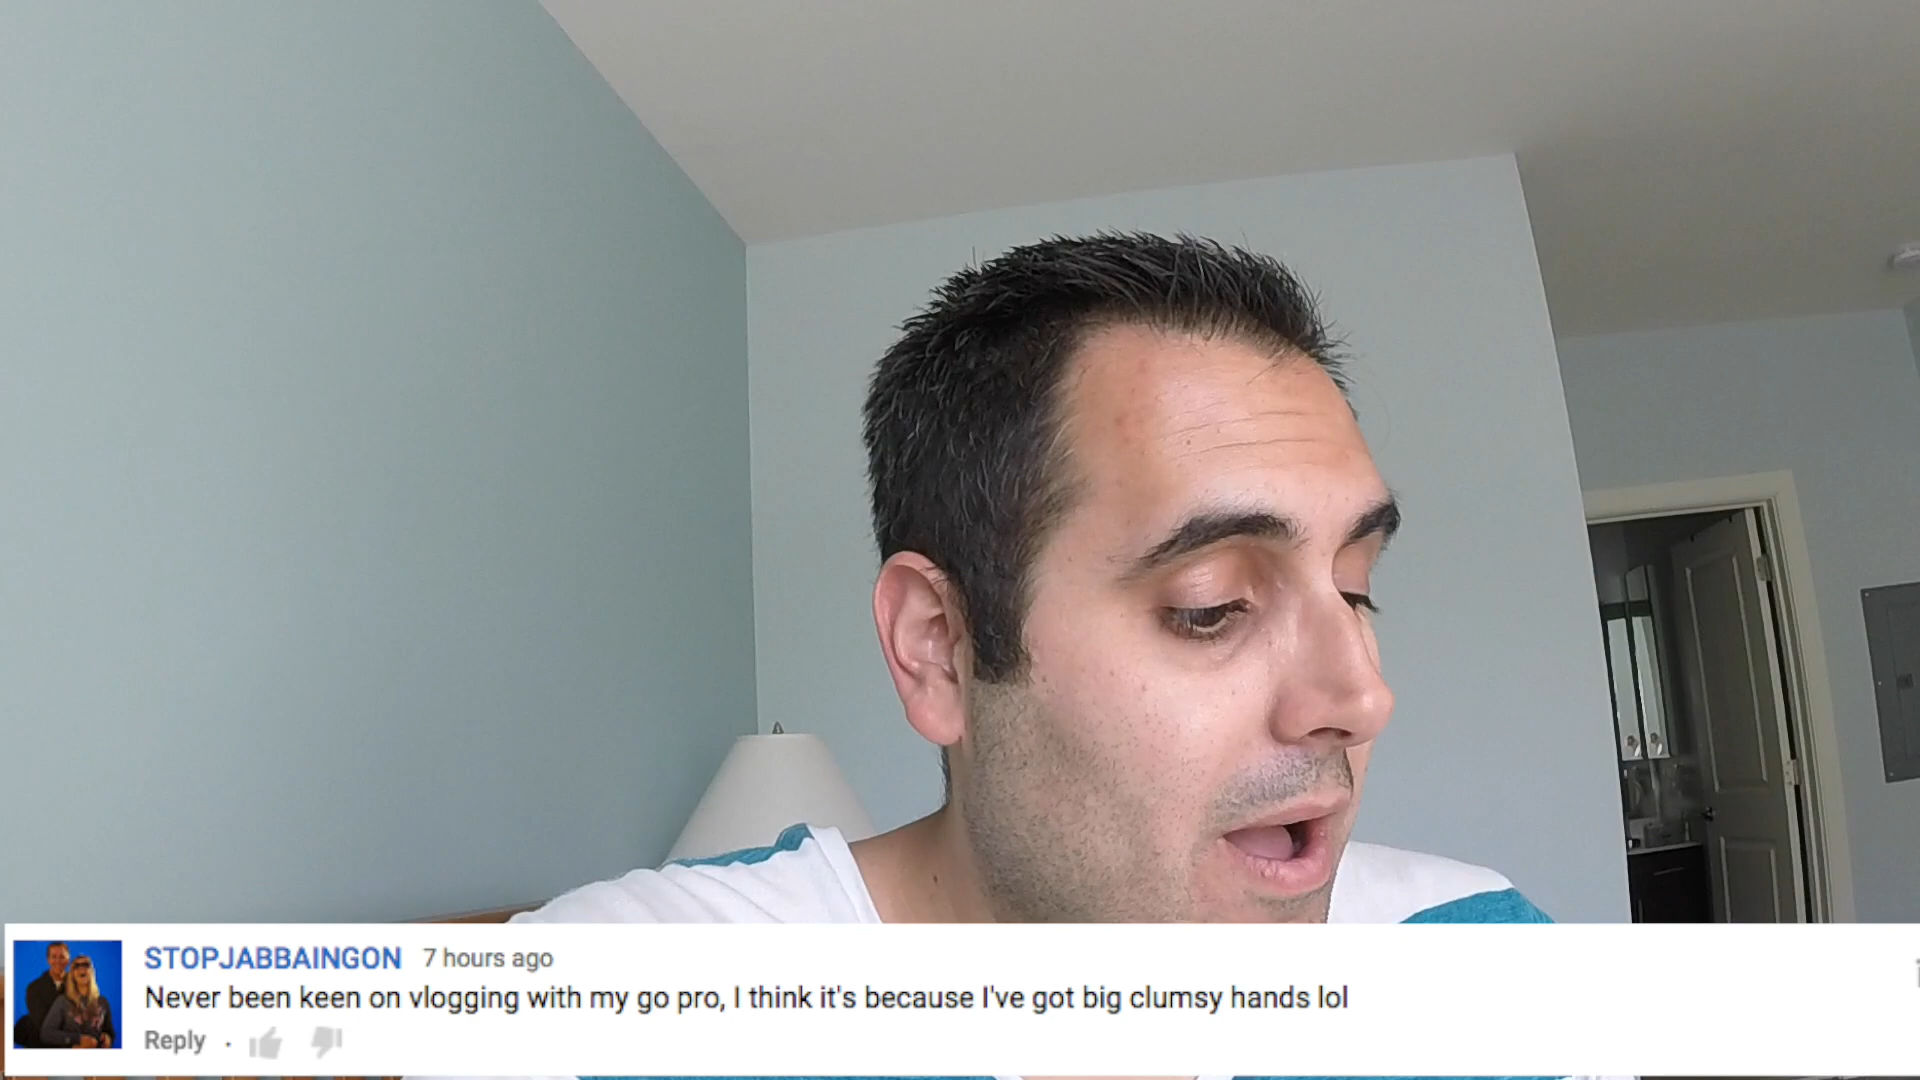 STOPJABBAINGON 7 hours ago
Never been keen on vlogging with my go pro, I think it's because I've got big clumsy hands lol
Reply .